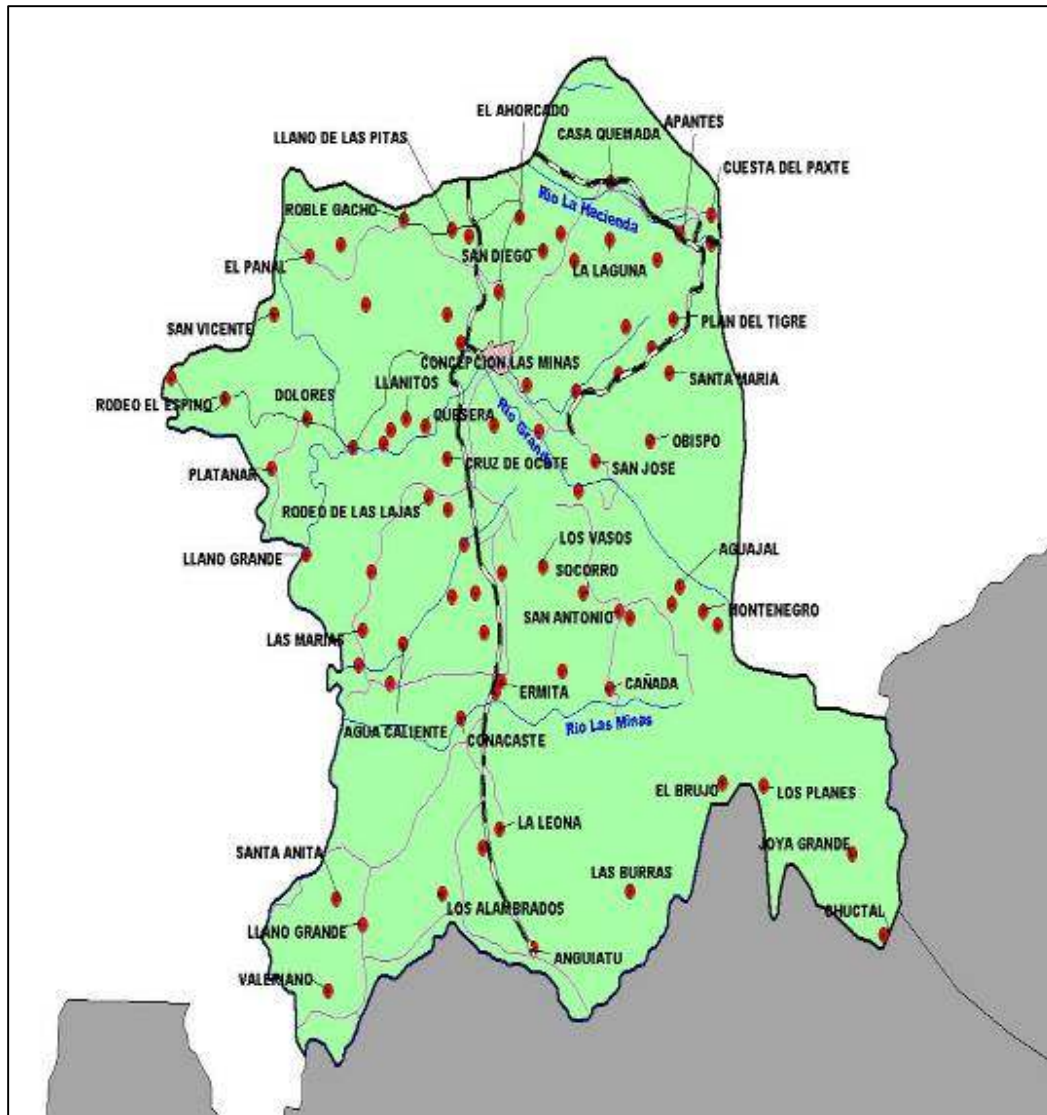 EL AHORCADO
APANTES
LLANO DE LAS PITAS
CASA QUEMADA
CUESTA DEL PAXTE
Rio La Hacienda
ROBLE GACHO
SAN DIEGO
EL PANAL
LA LAGUNA
SAN VICENTE
PLAN DEL TIGRE
CONCEPCION LAS MINAS
SANTA MARIA
RODEO EL ESPINO
DOLORES
LLANITOS
QUESERA
Rio Grande
OBISPO
PLATANAR
CRUZ DE OCOTE
SAN JOSE
RODEO DE LAS LAJAS
LLANO GRANDE
LOS VASOS
AGUAJAL
SOCORRO
SAN ANTONIO
MONTENEGRO
LAS MARIAS
ERMITA
CAÑADA
AGUA CALIENTE
CONACASTE
Rio Las Minas
EL BRUJO
LOS PLANES
LA LEONA
SANTA ANITA
JOYA GRANDE
LAS BURRAS
LOS ALAMBRADOS
CHUCTAL
LLANO GRANDE
ANGUIATU
VALERIANO